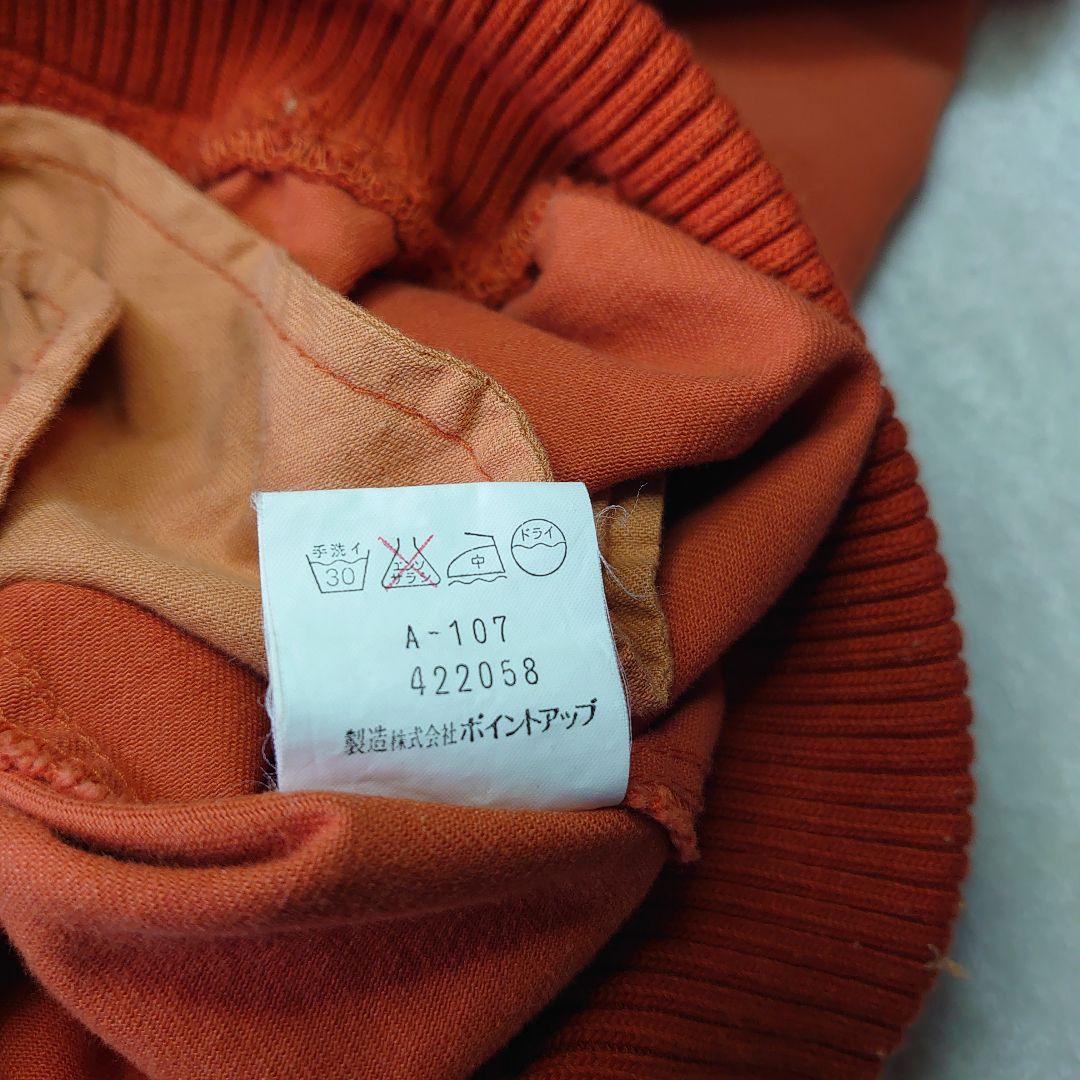 手洗イ
30
エンソ
サラシ
中
ドライ
A-107
422058
製造株式会社ポイントアップ